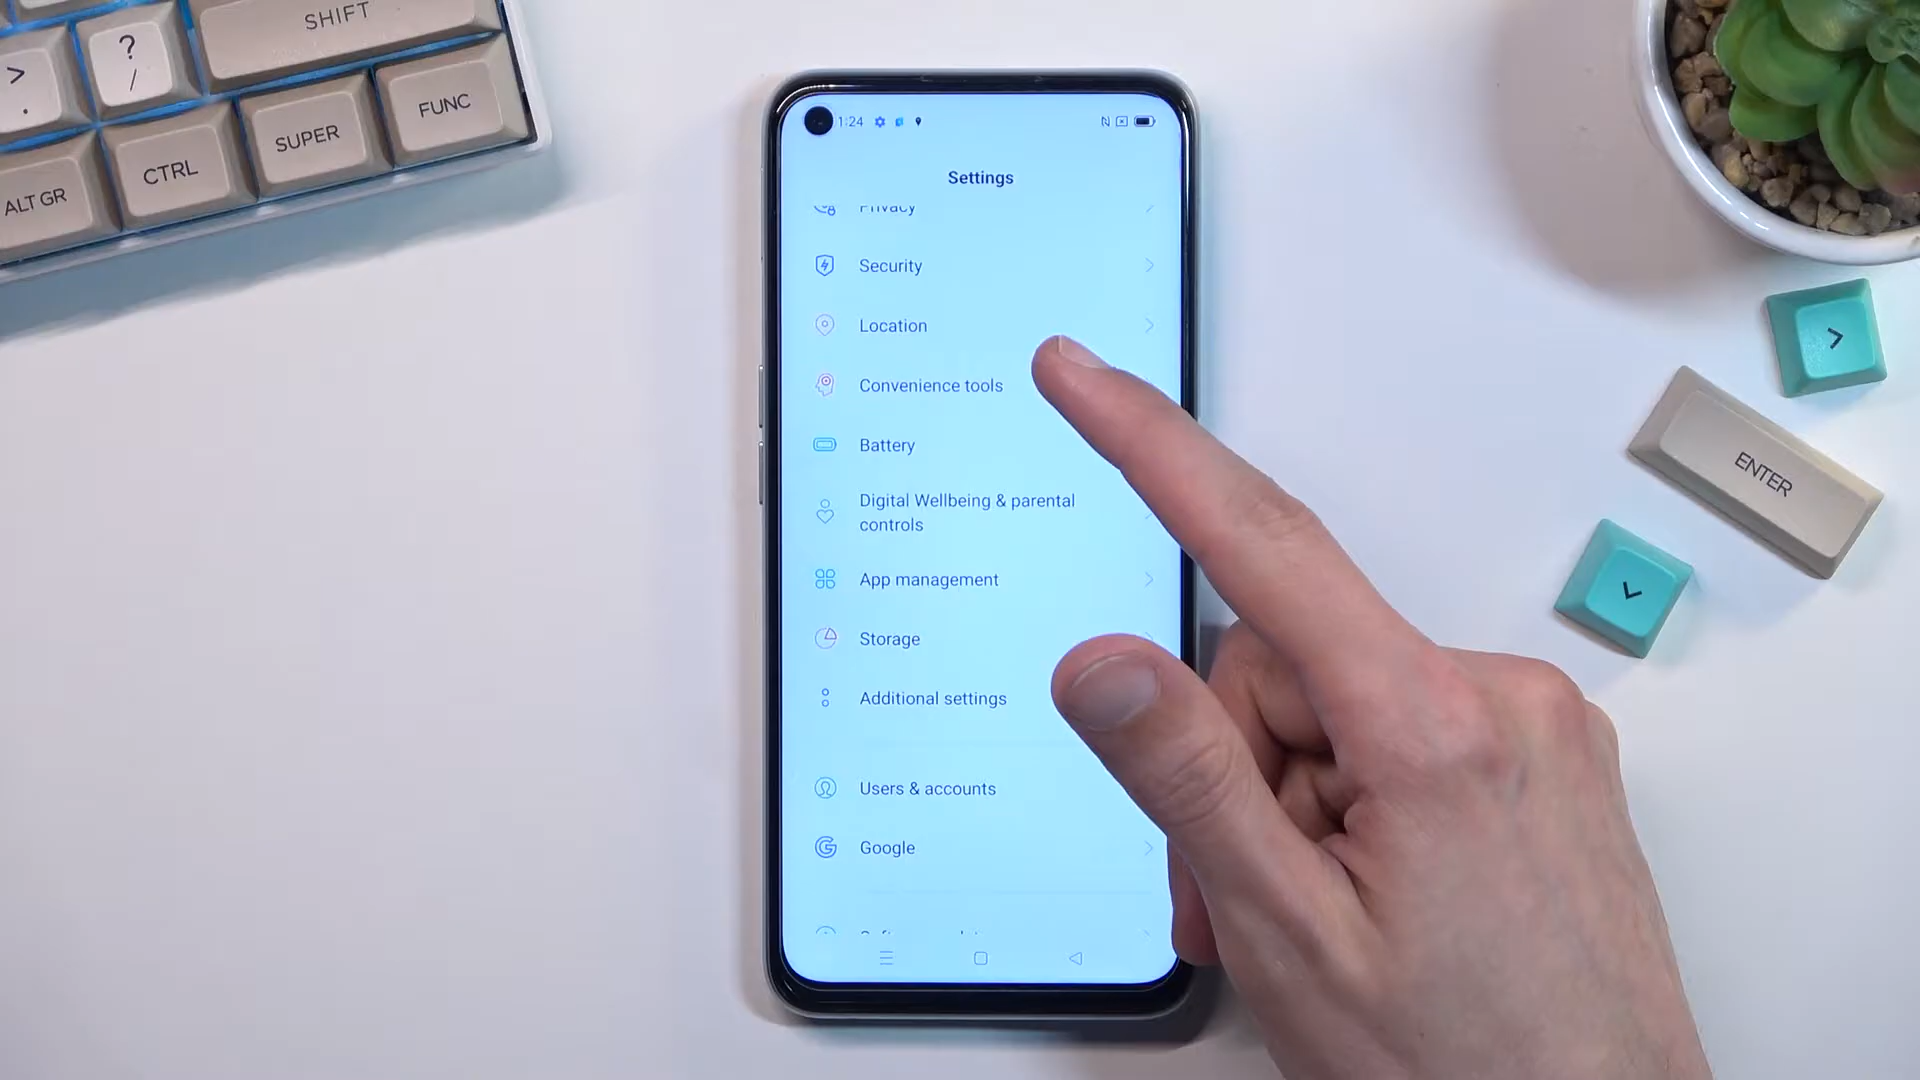 SHIFT
?
/
>
.
FUNC
SUPER
CTRL
ALT GR
1:24
Settings
Privacy
Security
Location
Convenience tools
Battery
Digital Wellbeing & parental
controls
App management
Storage
Additional settings
Users & accounts
Google
>
ENTER